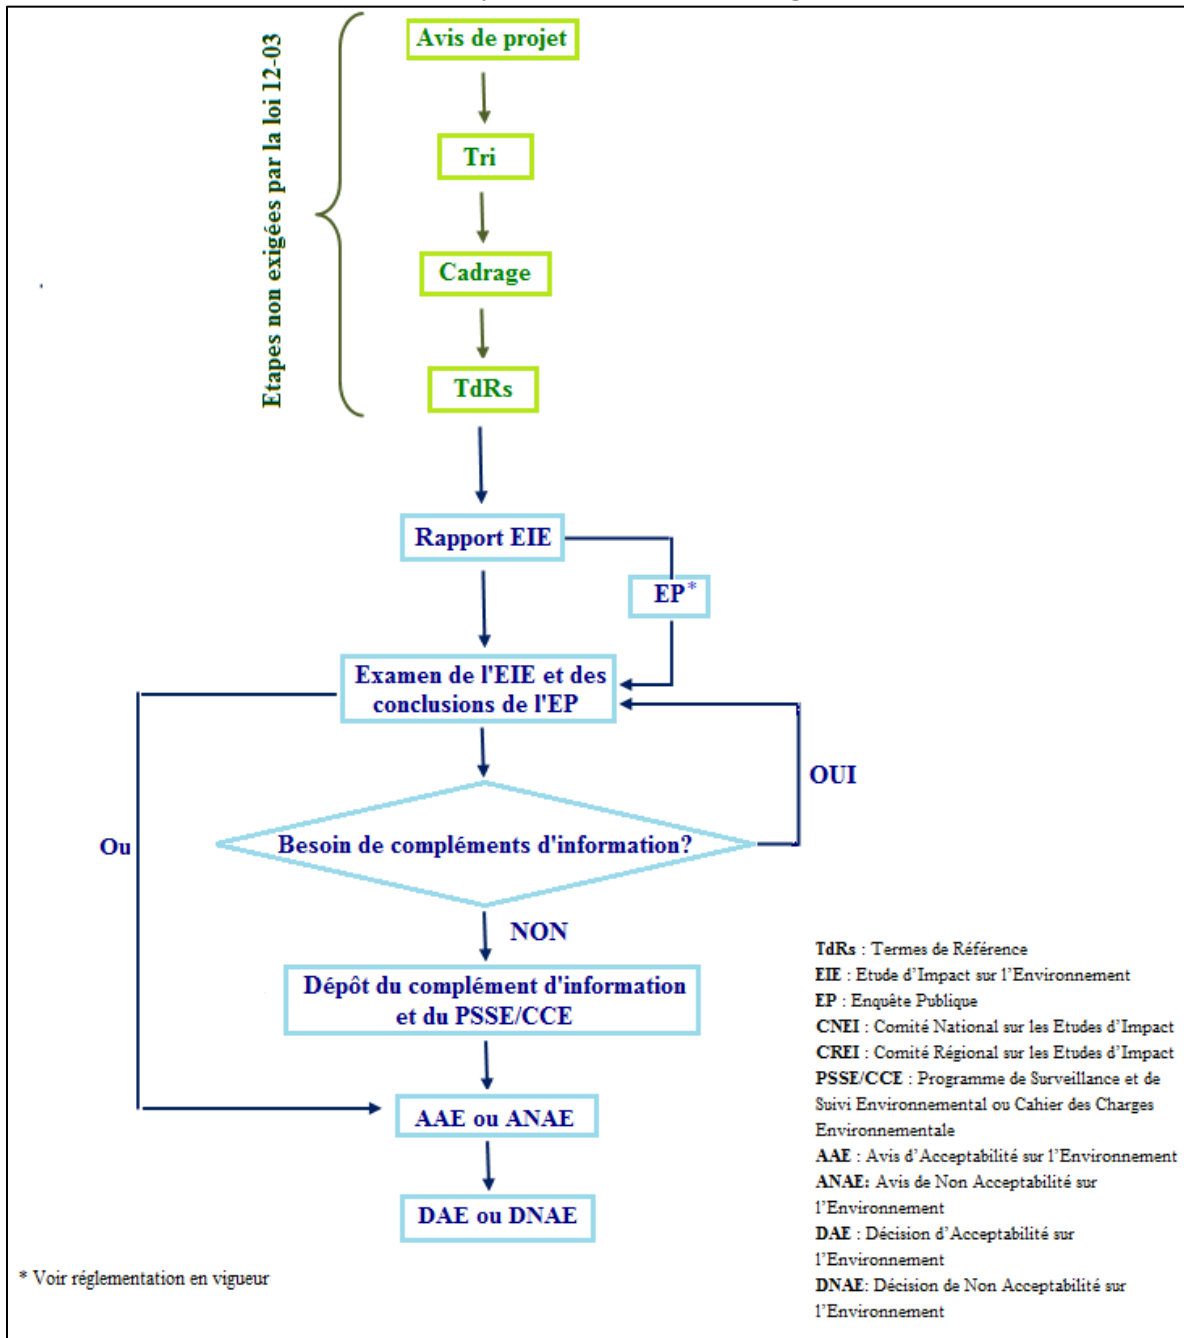 Avis de projet
Etapes non exigées par la loi 12-03
Tri
Cadrage
TdRs
Rapport EIE
EP*
Examen de l'EIE et des
conclusions de l'EP
OUI
Ou
Besoin de compléments d'information?
NON
Dépôt du complément d'information
et du PSSE/CCE
AAE ou ANAE
DAE ou DNAE
TdRs : Termes de Référence
EIE : Etude d'Impact sur l'Environnement
EP : Enquête Publique
CNEI : Comité National sur les Etudes d'Impact
CREI : Comité Régional sur les Etudes d'Impact
PSSE/CCE : Programme de Surveillance et de
Suivi Environnemental ou Cahier des Charges
Environnementale
AAE : Avis d'Acceptabilité sur l'Environnement
ANAE: Avis de Non Acceptabilité sur
l'Environnement
DAE : Décision d'Acceptabilité sur
l'Environnement
DNAE: Décision de Non Acceptabilité sur
l'Environnement
* Voir réglementation en vigueur